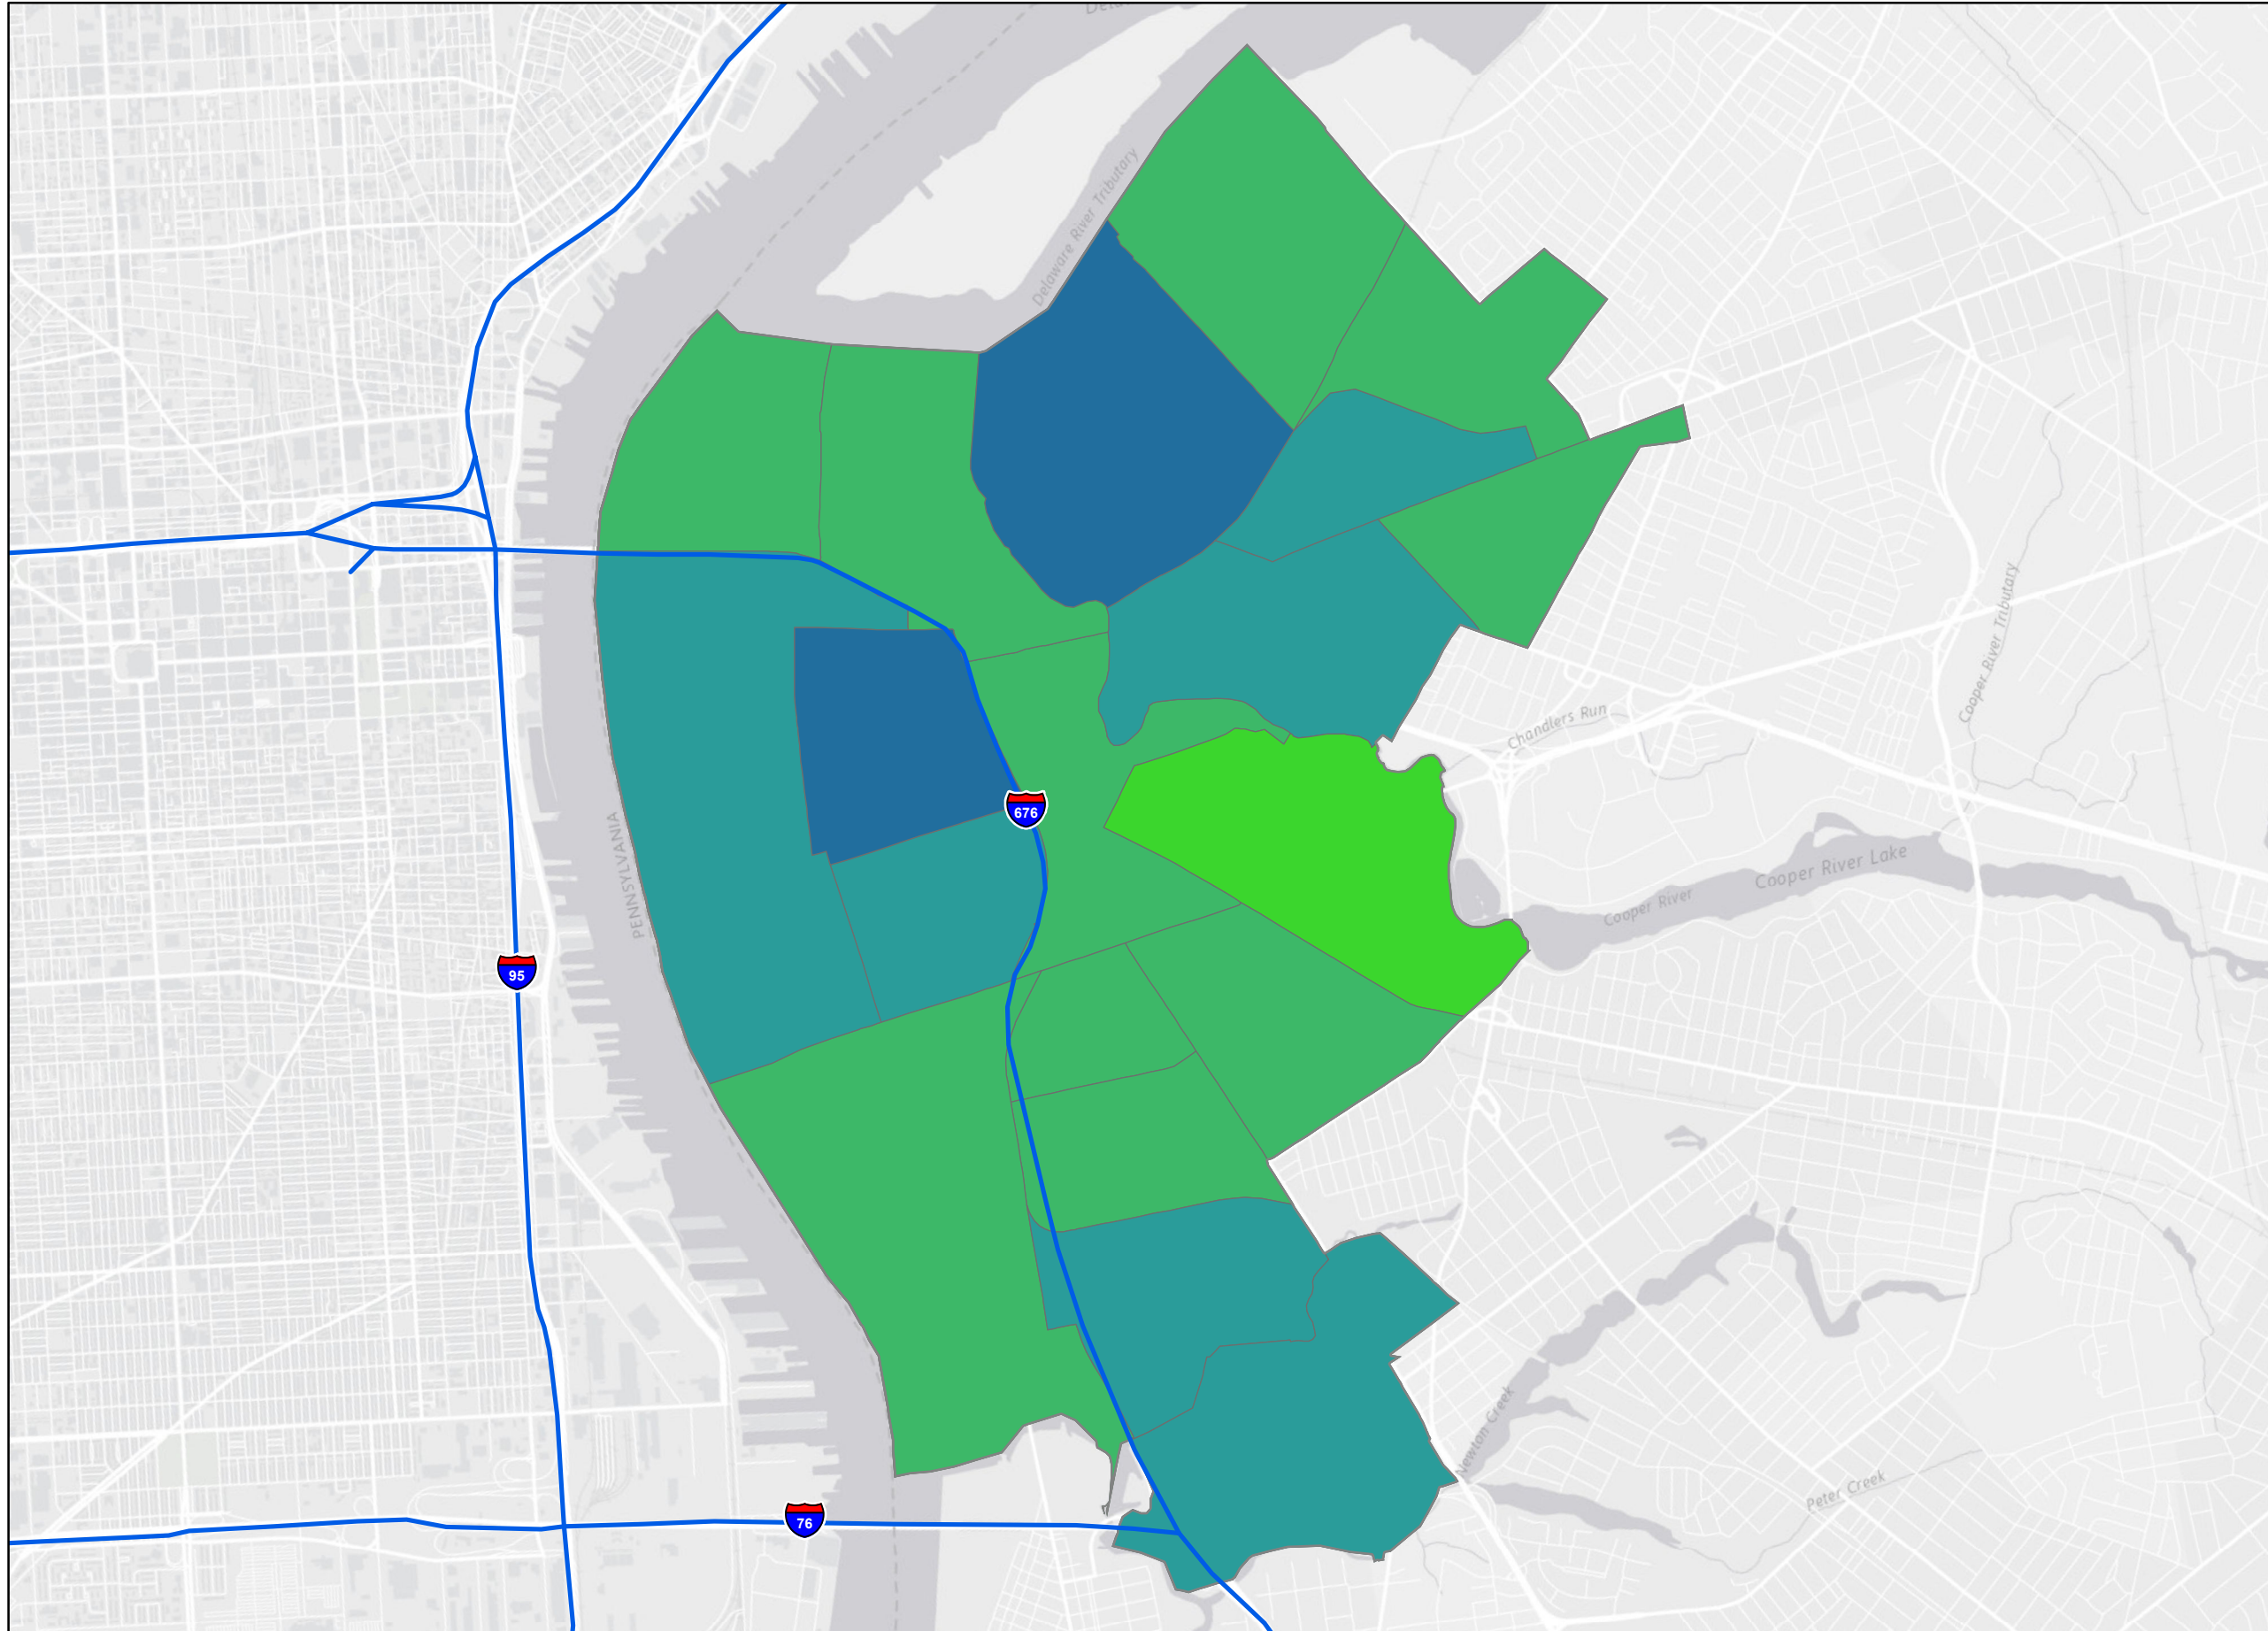 Delaware River Tributary
676
PENNSYLVANIA
95
76
Cooper River Tributary
Chandlers Run
Cooper River Lake
Cooper River
Newton Creek
Peter Creek